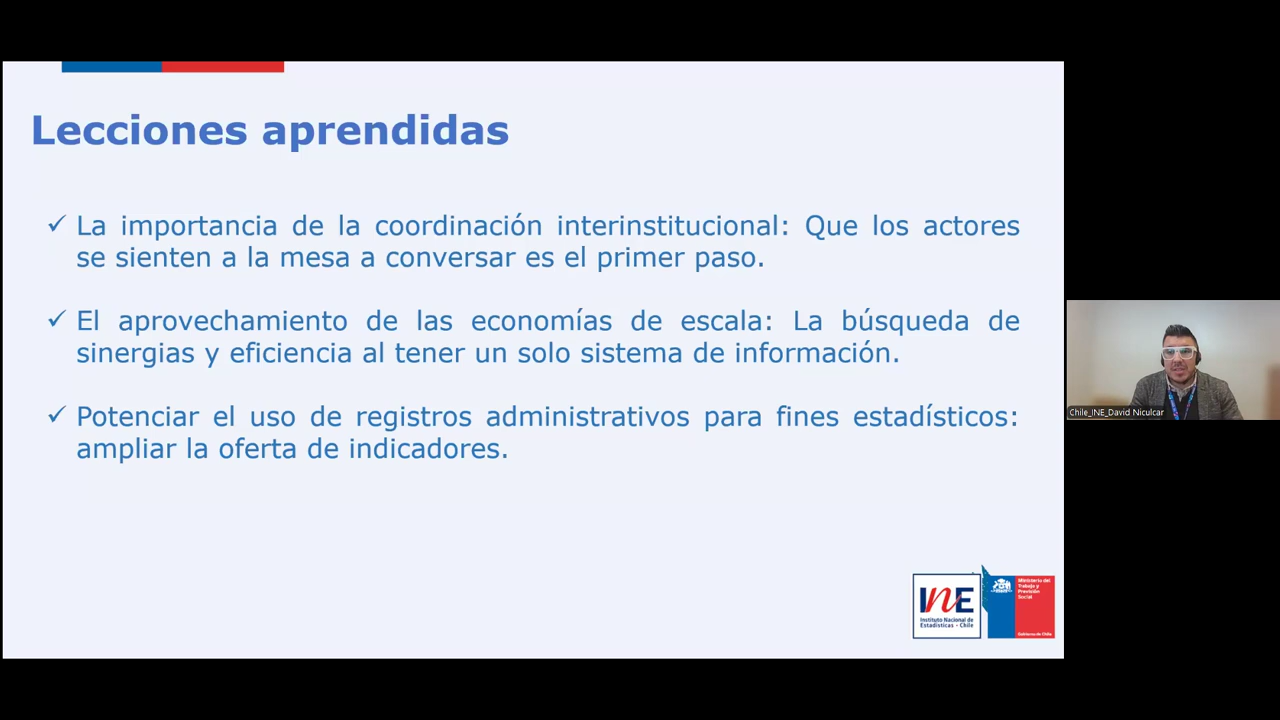 Lecciones aprendidas
✓ La importancia de la coordinación interinstitucional: Que los actores
se sienten a la mesa a conversar es el primer paso.
✓ El aprovechamiento de las economías de escala: La búsqueda de
sinergias y eficiencia al tener un solo sistema de información.
✓ Potenciar el uso de registros administrativos para fines estadísticos:
ampliar la oferta de indicadores.
Chile_INE_David Niculcar
INE
Instituto Nacional de
Estadísticas - Chile
Ministerio del
Trabajo y
Previsión
Social
Gobierno de Chile